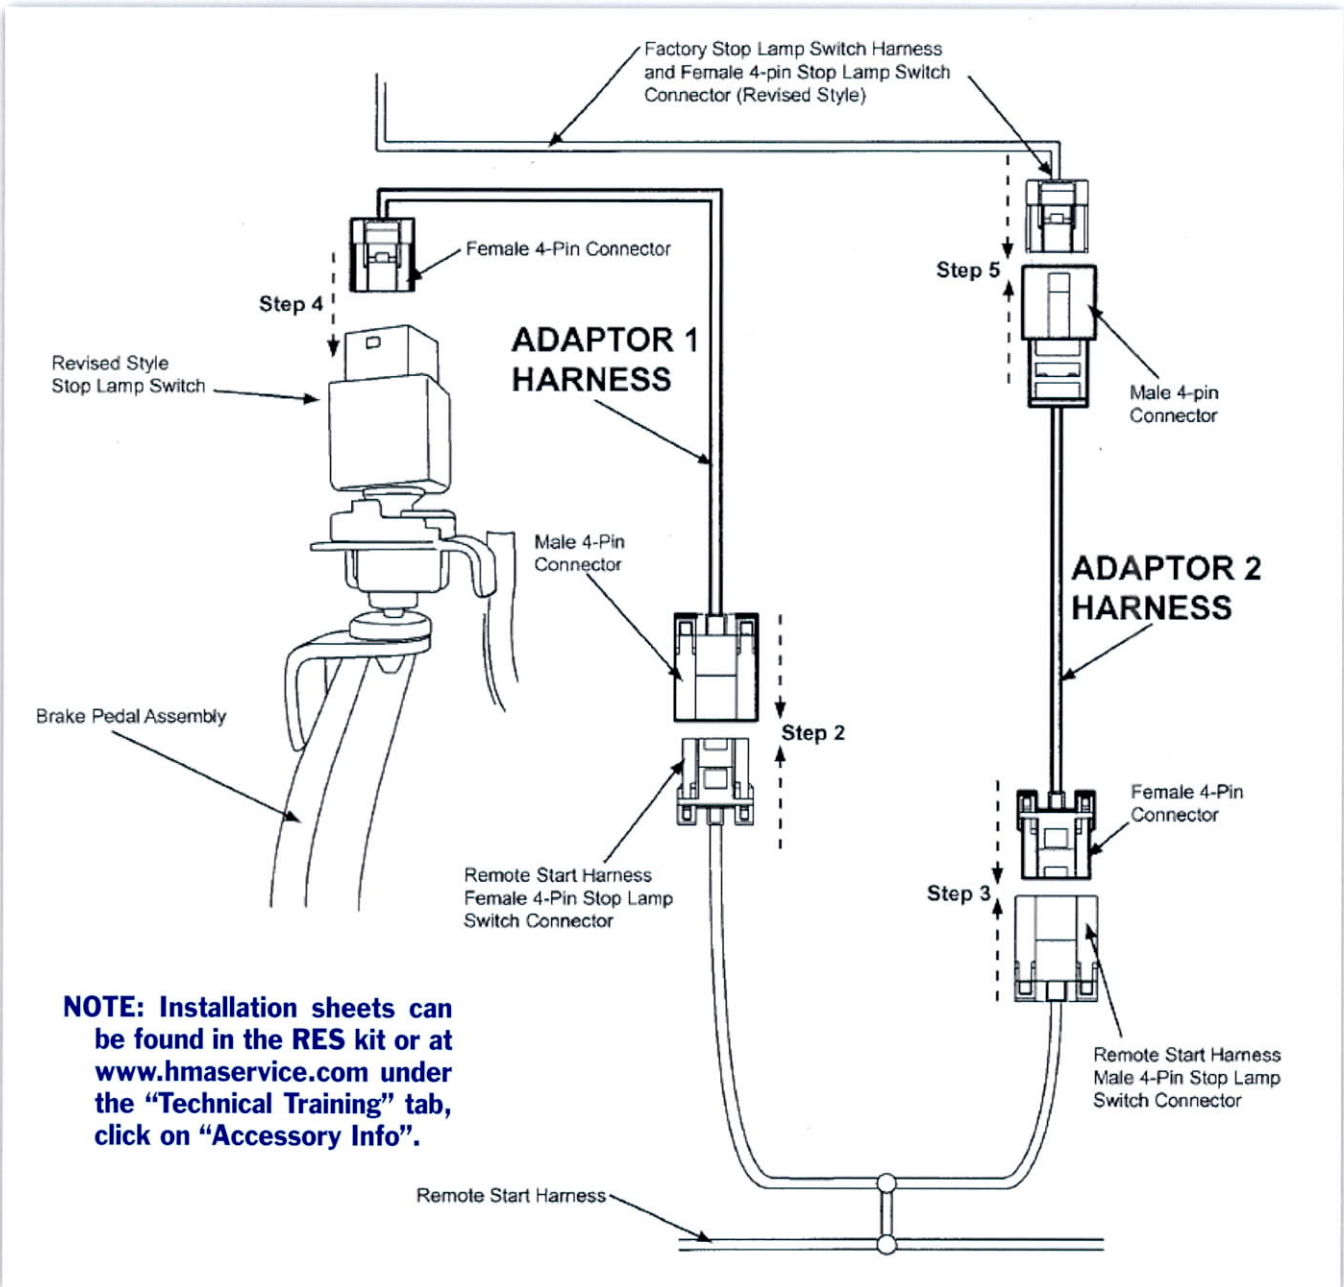 Factory Stop Lamp Switch Harness
and Female 4-pin Stop Lamp Switch
Connector (Revised Style)
Female 4-Pin Connector
Step 4
Step 5
ADAPTOR 1
HARNESS
Revised Style
Stop Lamp Switch
Male 4-pin
Connector
Male 4-Pin
Connector
ADAPTOR 2
HARNESS
Brake Pedal Assembly
Step 2
Female 4-Pin
Connector
Remote Start Harness
Female 4-Pin Stop Lamp
Switch Connector
Step 3
NOTE: Installation sheets can
be found in the RES kit or at
www.hmaservice.com under
the “Technical Training” tab,
click on “Accessory Info”.
Remote Start Harness
Male 4-Pin Stop Lamp
Switch Connector
Remote Start Harness